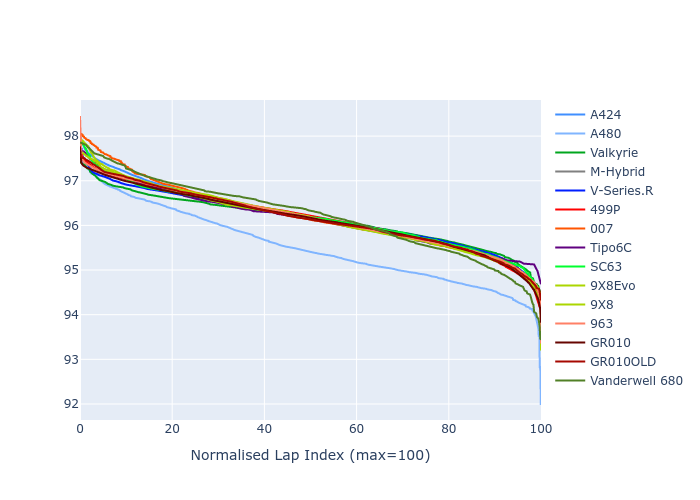 98
97
96
95
94
93
92
0
20
40
60
80
100
Normalised Lap Index (max=100)
A424
A480
Valkyrie
M-Hybrid
V-Series.R
499P
007
Tipo6C
SC63
9X8Evo
9X8
963
GR010
GR010OLD
Vanderwell 680